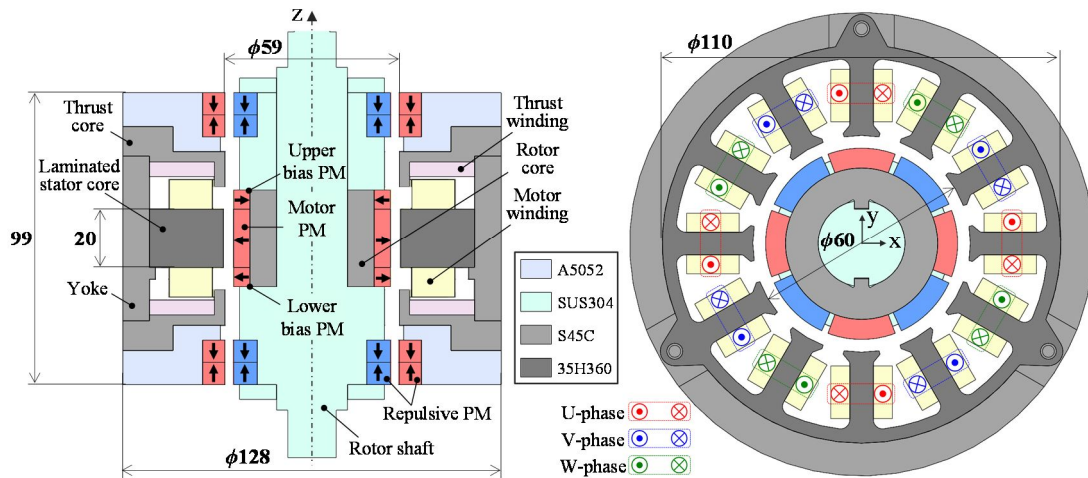 z
ϕ59
Thrust
core
Laminated
stator core
99
20
Yoke
Upper
bias PM
Motor
PM
Lower
bias PM
Thrust
winding
Rotor
core
Motor
winding
Repulsive PM
Rotor shaft
ϕ128
A5052
SUS304
S45C
35H360
ϕ110
y
x
ϕ60
U-phase
V-phase
W-phase